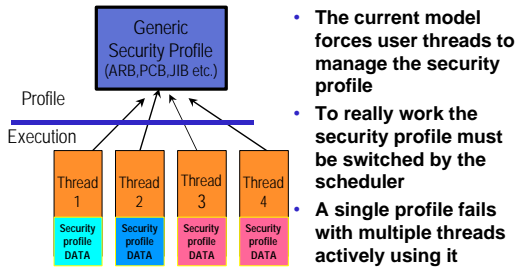 Generic
Security Profile
(ARB,PCB,JIB etc.)
Profile
Execution
Thread
1
Thread
2
Thread
3
Thread
4
Security
profile
DATA
Security
profile
DATA
Security
profile
DATA
Security
profile
DATA
• The current model
forces user threads to
manage the security
profile
• To really work the
security profile must
be switched by the
scheduler
• A single profile fails
with multiple threads
actively using it